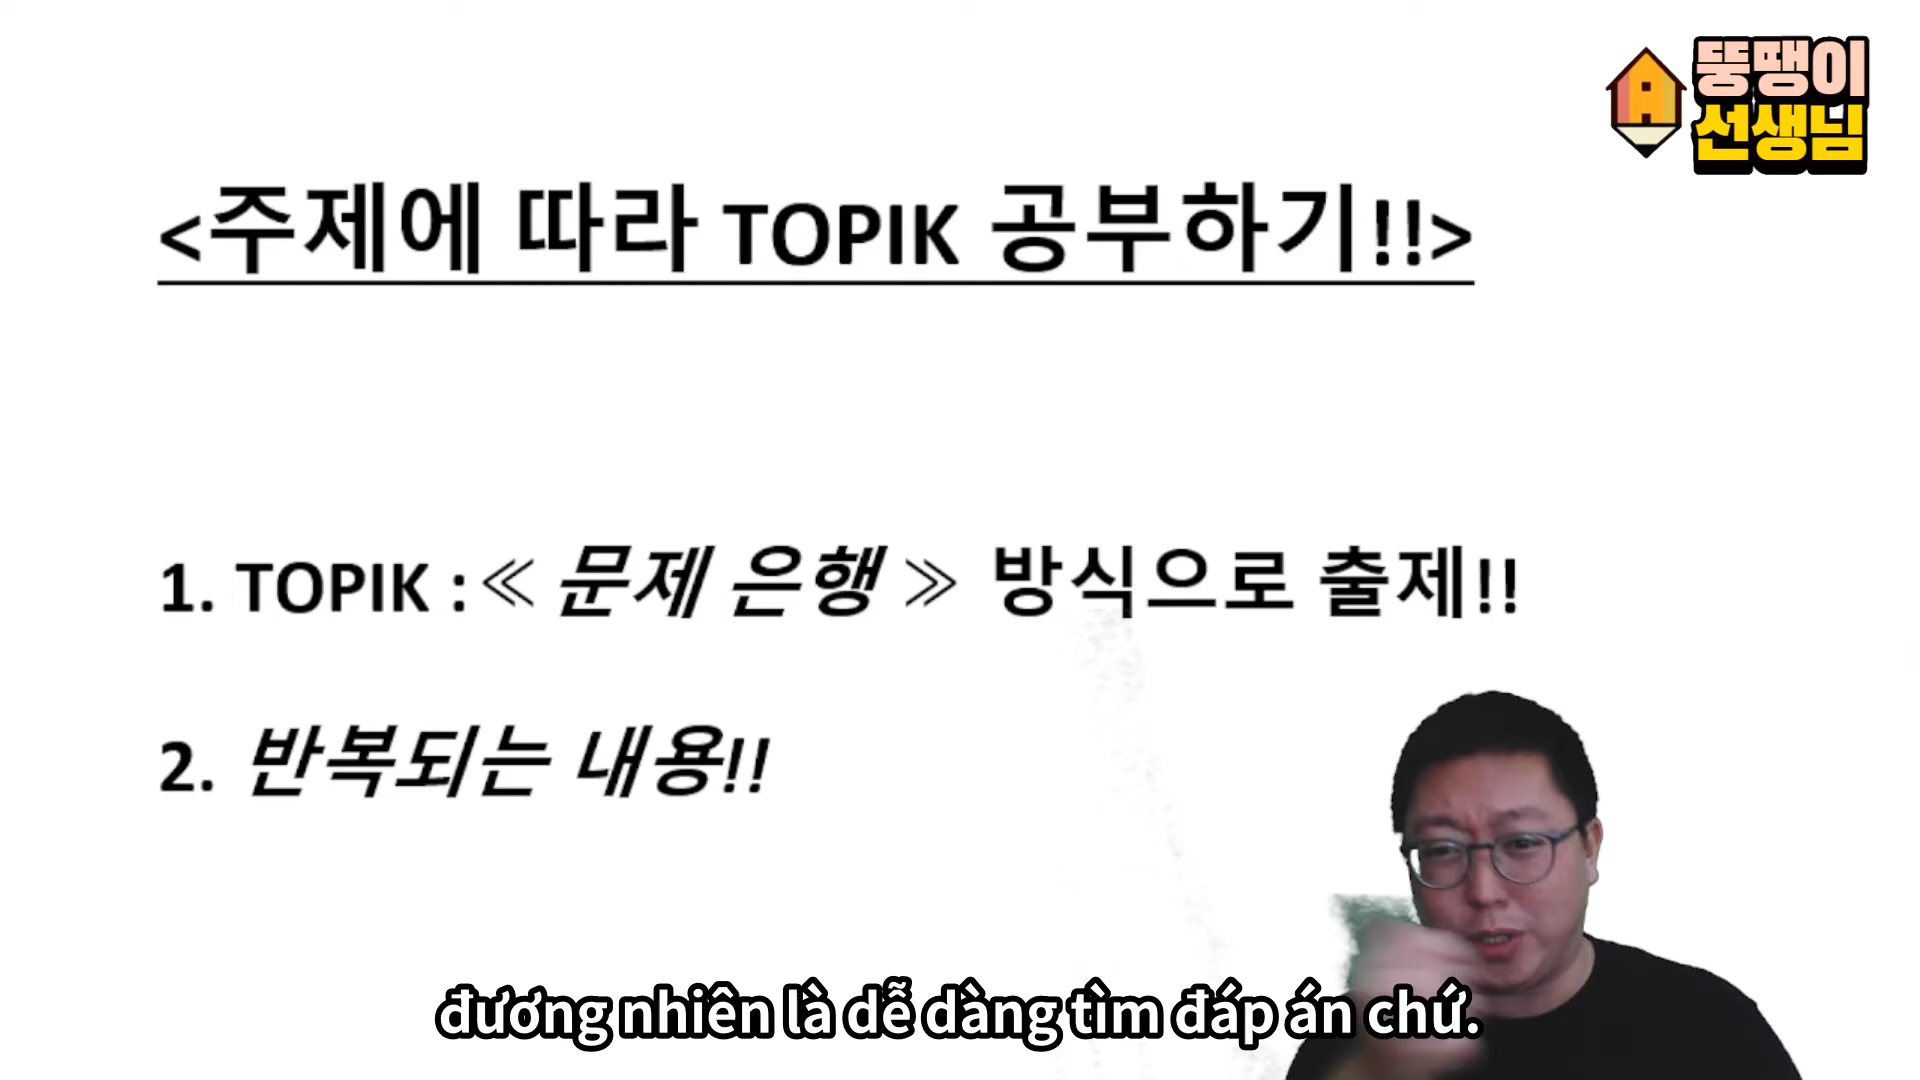 뚱땡이
선생님
<주제에 따라 TOPIK 공부하기!!>
1. TOPIK : ≪ 문제 은행 ≫ 방식으로 출제!!
2. 반복되는 내용!!
đương nhiên là dễ dàng tìm đáp án chứ.